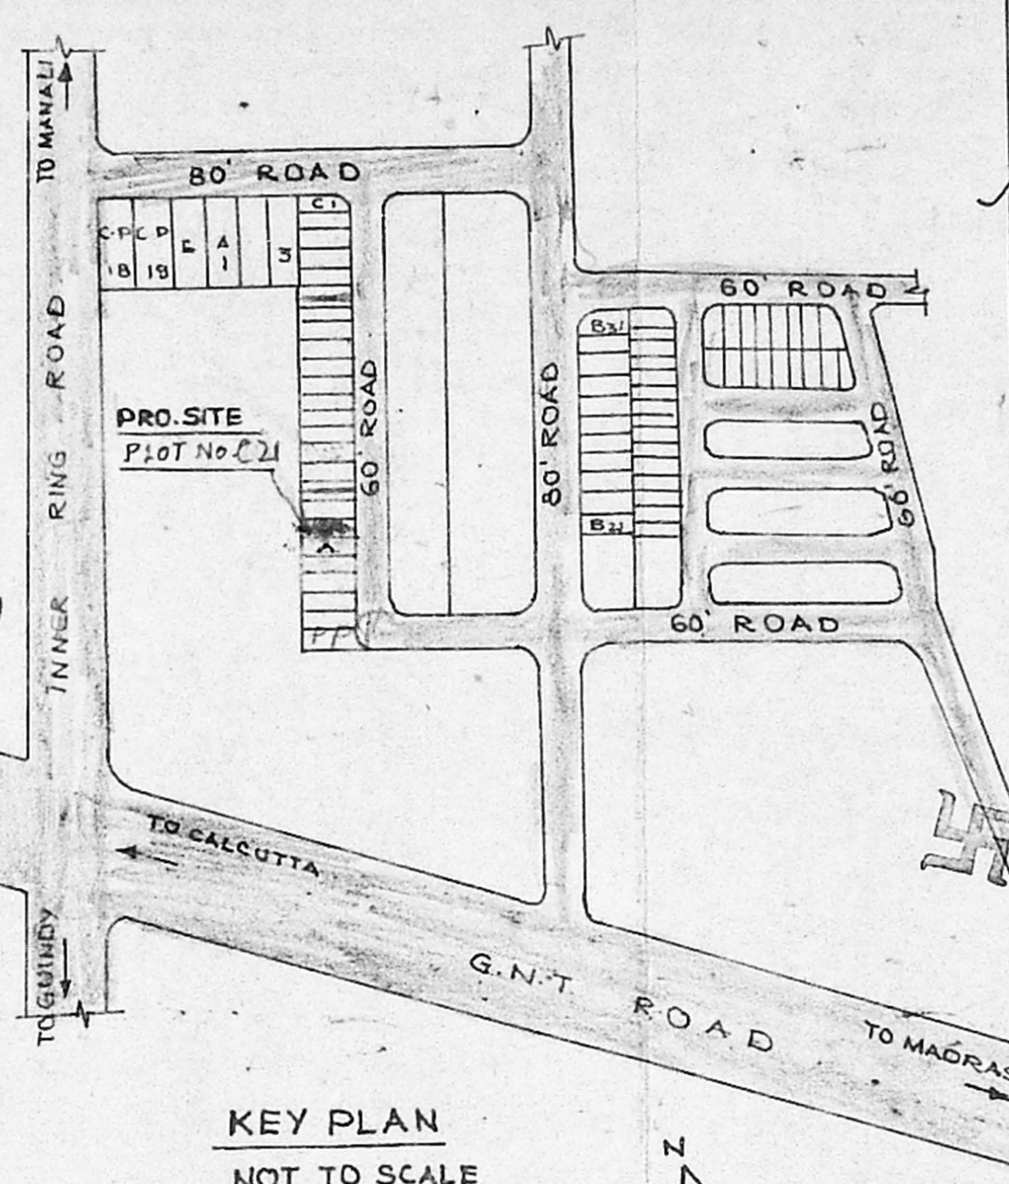 TO MANALI
80' ROAD
C 1
C.P 18
C P 19
E
A 1
3
60' ROAD
INNER RING ROAD
B31
80' ROAD
60' ROAD
PRO.SITE
PLOT No.C21
60' ROAD
B22
P P
60' ROAD
TO CALCUTTA
TO GUINDY
G.N.T ROAD
TO MADRAS
KEY PLAN
NOT TO SCALE
N